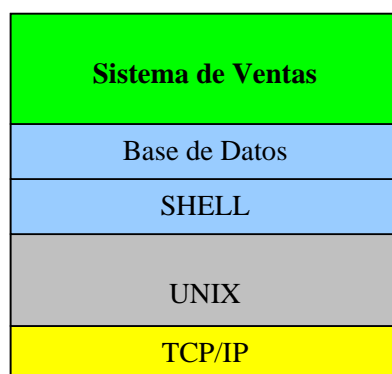 Sistema de Ventas
Base de Datos
SHELL
UNIX
TCP/IP